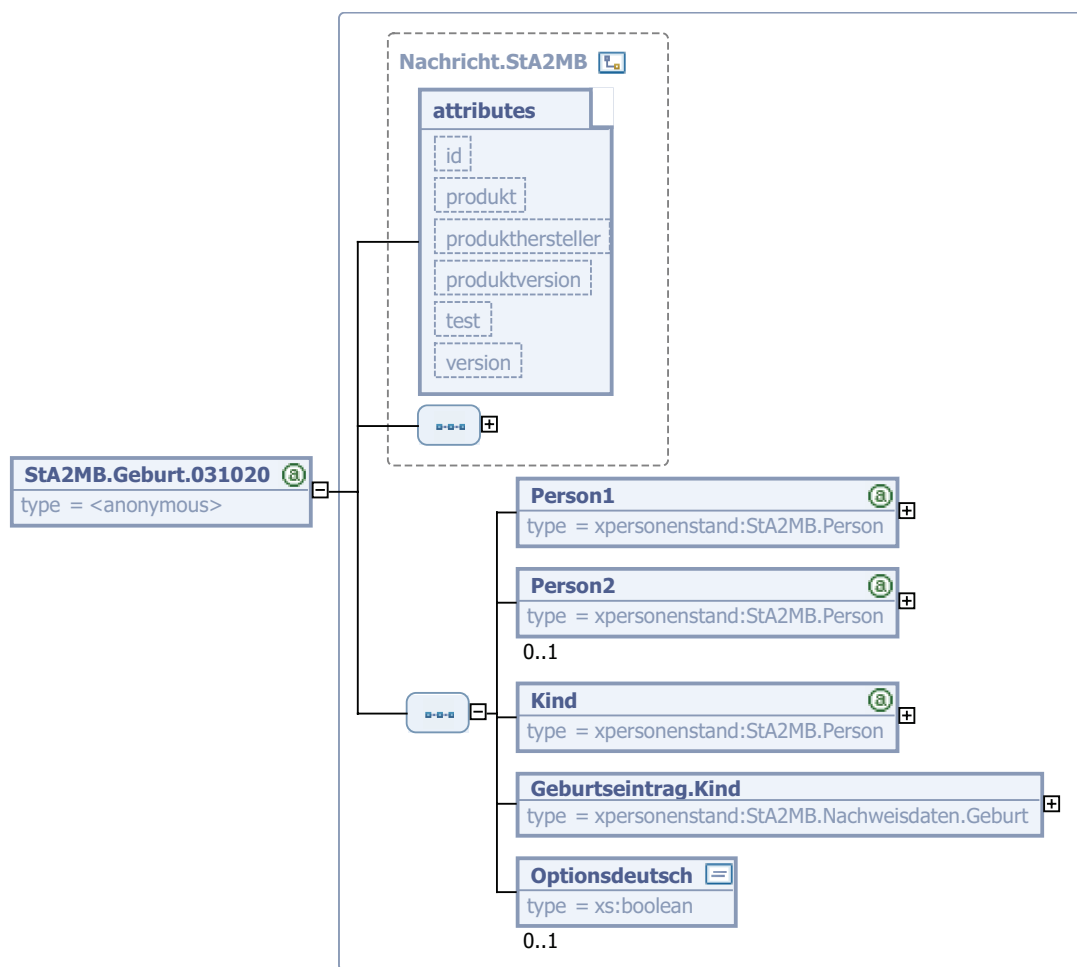 Nachricht.StA2MB
attributes
id
produkt
produkthersteller
produktversion
test
version
StA2MB.Geburt.031020
type = <anonymous>
Person1
type = xpersonenstand:StA2MB.Person
Person2
type = xpersonenstand:StA2MB.Person
0..1
Kind
type = xpersonenstand:StA2MB.Person
Geburtseintrag.Kind
type = xpersonenstand:StA2MB.Nachweisdaten.Geburt
Optionsdeutsch
type = xs:boolean
0..1